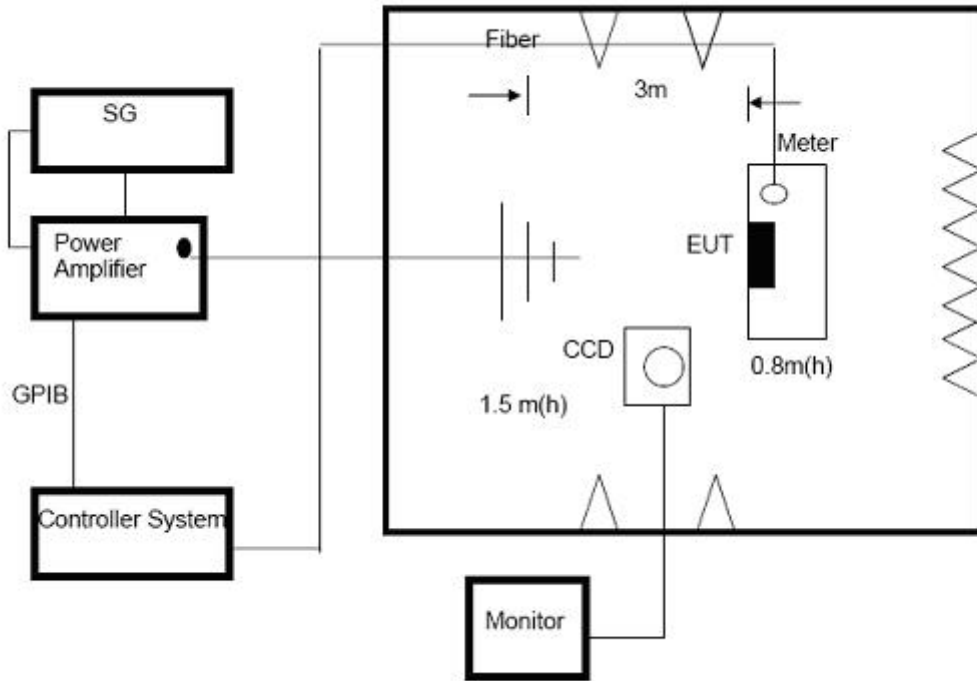 Fiber
3m
SG
Meter
Power
Amplifier
EUT
CCD
0.8m(h)
GPIB
1.5 m(h)
Controller System
Monitor